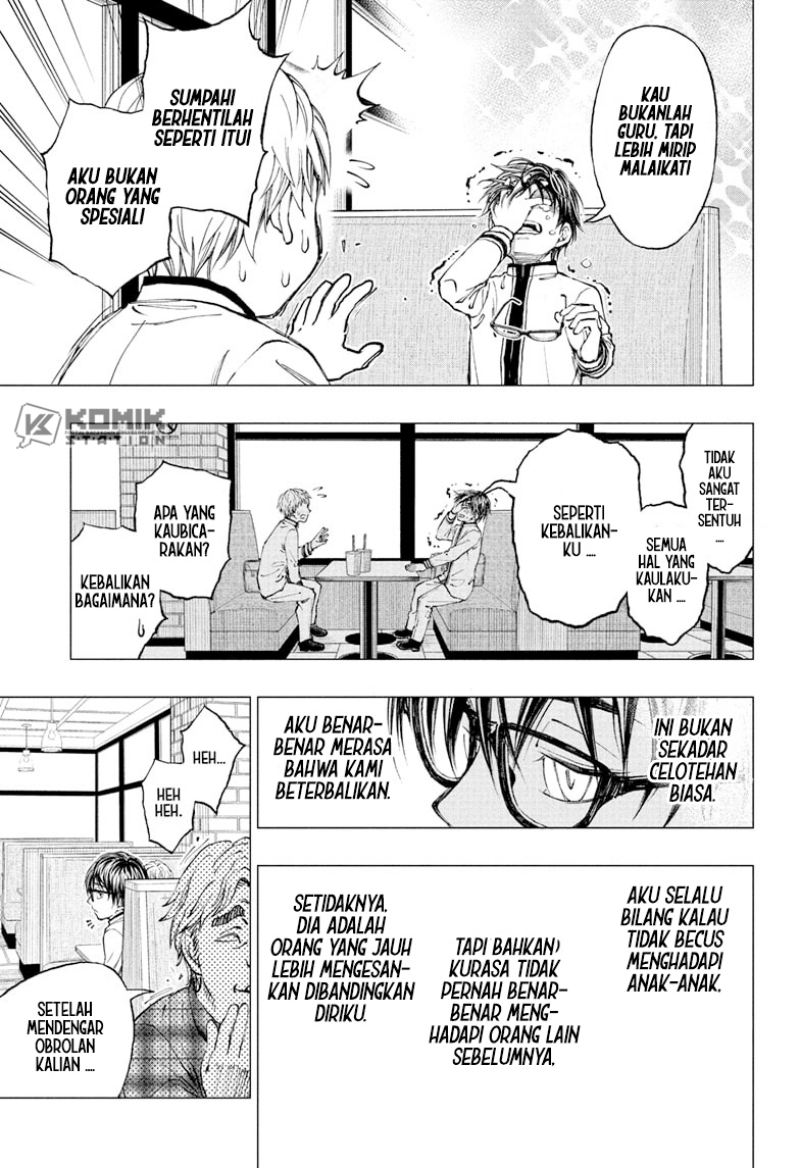 KAU
BUKANLAH
GURU, TAPI
LEBIH MIRIP
MALAIKATI
SUMPAHI
BERHENTILAH
SEPERTI ITUI
AKU BUKAN
ORANG YANG
SPESIALI
KOMIK
STATION
TIDAK
AKU
SANGAT
TER-
SENTUH
....
SEMUA
HAL YANG
KAULAKU-
KAN ....
SEPERTI
KEBALIKAN-
KU ....
APA YANG
KAUBICA-
RAKAN?
KEBALIKAN
BAGAIMANA?
INI BUKAN
SEKADAR
CELOTEHAN
BIASA.
AKU BENAR-
BENAR MERASA
BAHWA KAMI
BETERBALIKAN.
AKU SELALU
BILANG KALAU
TIDAK BECUS
MENGHADAPI
ANAK-ANAK,
TAPI BAHKAN)
KURASA TIDAK
PERNAH BENAR-
BENAR MENG-
HADAPI ORANG LAIN
SEBELUMNYA,
SETIDAKNYA,
DIA ADALAH
ORANG YANG JAUH
LEBIH MENGESAN-
KAN DIBANDINGKAN
DIRIKU.
HEH...
HEH
HEH.
SETELAH
MENDENGAR
OBROLAN
KALIAN ....